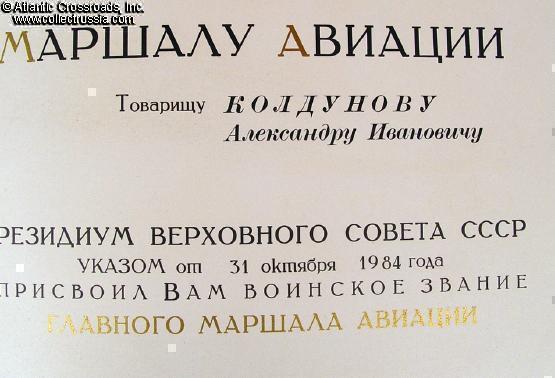 © Atlantic Crossroads, Inc.
www.collectrussia.com
МАРШАЛУ АВИАЦИИ
Товарищу КОЛДУНОВУ
Александру Ивановичу
РЕЗИДИУМ ВЕРХОВНОГО СОВЕТА СССР
УКАЗОМ от 31 октября 1984 года
ПРИСВОИЛ ВАМ ВОИНСКОЕ ЗВАНИЕ
ГЛАВНОГО МАРШАЛА АВИАЦИИ